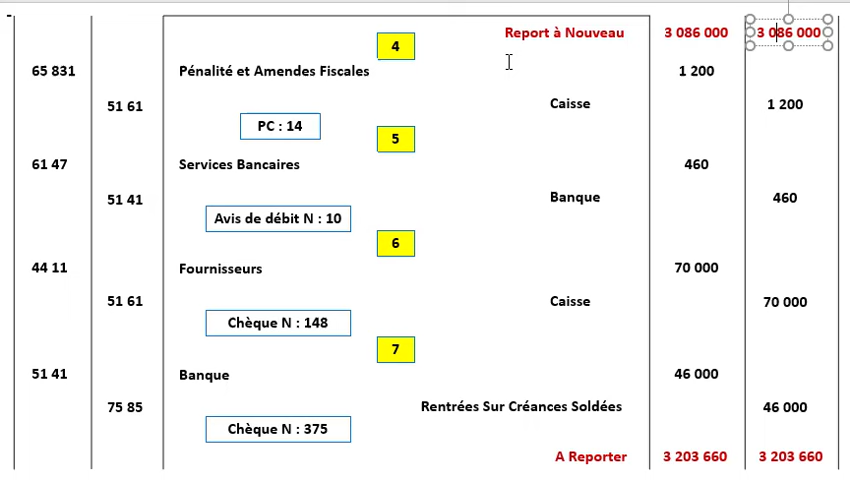 4 Report à Nouveau 3 086 000 3 086 000
65 831 Pénalité et Amendes Fiscales 1 200
51 61 Caisse 1 200
PC : 14
5
61 47 Services Bancaires 460
51 41 Banque 460
Avis de débit N : 10
6
44 11 Fournisseurs 70 000
51 61 Caisse 70 000
Chèque N : 148
7
51 41 Banque 46 000
75 85 Rentrées Sur Créances Soldées 46 000
Chèque N : 375
A Reporter 3 203 660 3 203 660